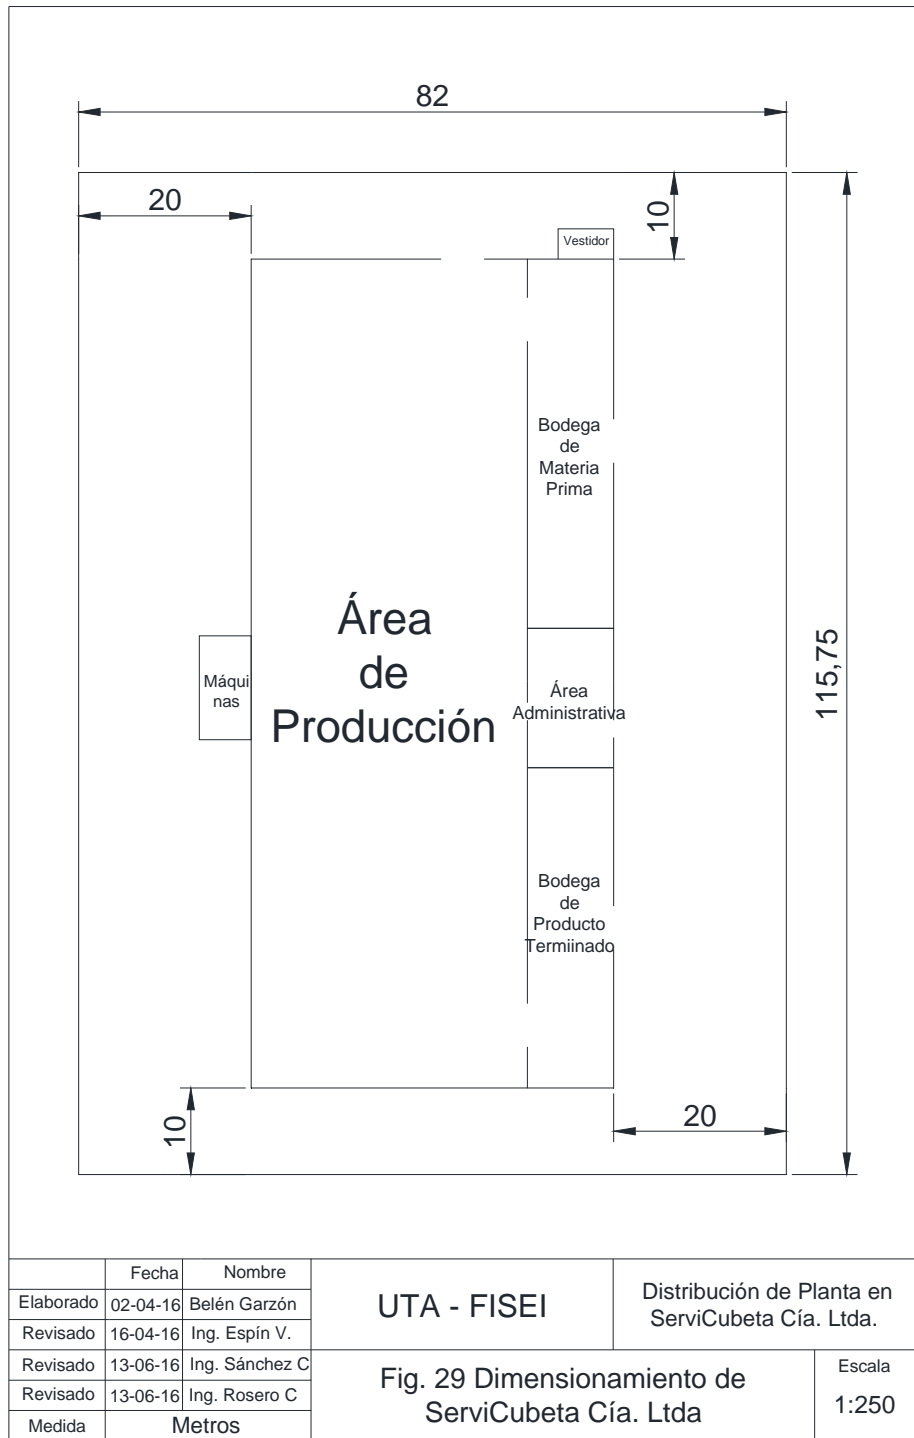 82
20
10
Vestidor
Bodega
de
Materia
Prima
Área
de
Producción
115,75
Máqui
nas
Área
Administrativa
Bodega
de
Producto
Termiinado
10
20
Fecha Nombre
Elaborado 02-04-16 Belén Garzón
Revisado 16-04-16 Ing. Espín V.
Revisado 13-06-16 Ing. Sánchez C
Revisado 13-06-16 Ing. Rosero C
Medida Metros
UTA - FISEI
Distribución de Planta en
ServiCubeta Cía. Ltda.
Fig. 29 Dimensionamiento de
ServiCubeta Cía. Ltda
Escala
1:250